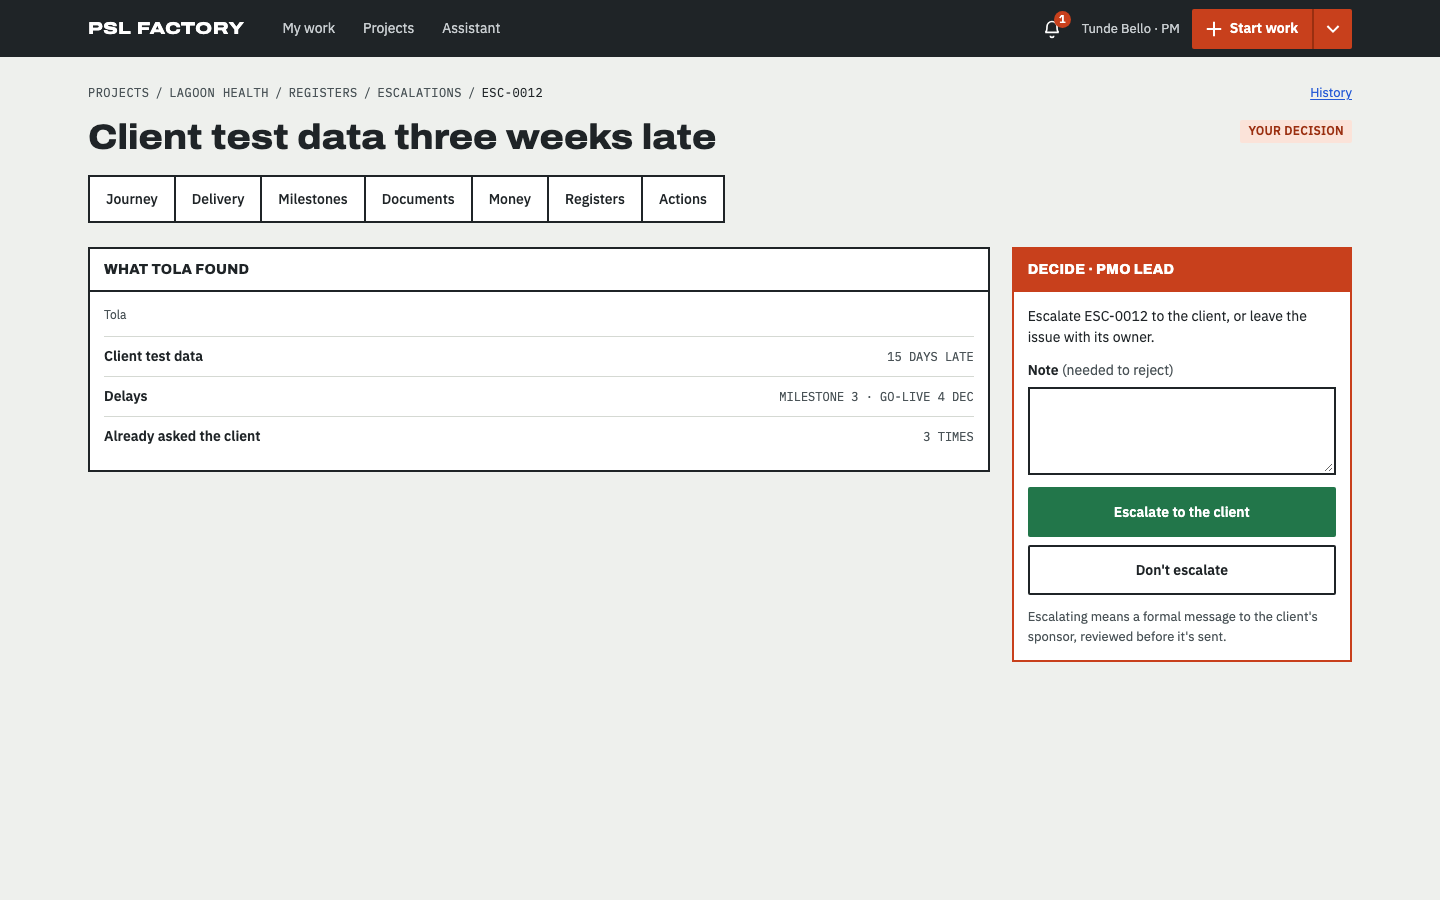 PSL FACTORY
My work
Projects
Assistant
1
Tunde Bello · PM
Start work
PROJECTS / LAGOON HEALTH / REGISTERS / ESCALATIONS / ESC-0012
History
Client test data three weeks late
YOUR DECISION
Journey
Delivery
Milestones
Documents
Money
Registers
Actions
WHAT TOLA FOUND
Tola
Client test data
15 DAYS LATE
Delays
MILESTONE 3 · GO-LIVE 4 DEC
Already asked the client
3 TIMES
DECIDE · PMO LEAD
Escalate ESC-0012 to the client, or leave the
issue with its owner.
Note (needed to reject)
Escalate to the client
Don't escalate
Escalating means a formal message to the client's
sponsor, reviewed before it's sent.